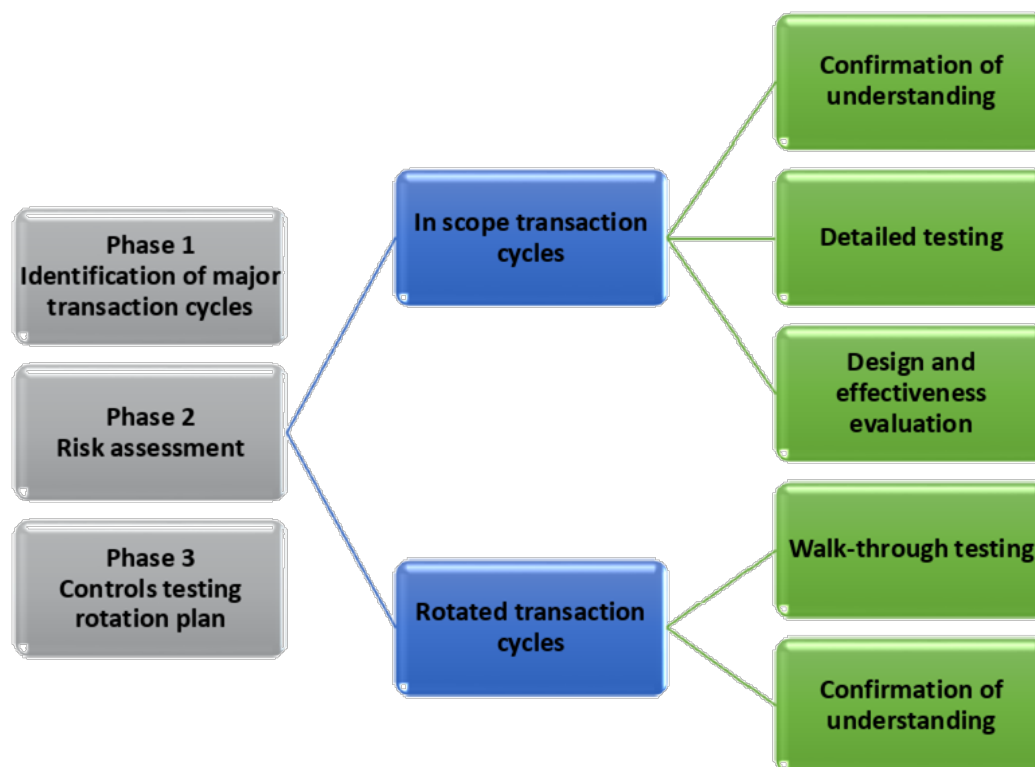 Phase 1
Identification of major
transaction cycles
Phase 2
Risk assessment
Phase 3
Controls testing
rotation plan
In scope transaction
cycles
Rotated transaction
cycles
Confirmation of
understanding
Detailed testing
Design and
effectiveness
evaluation
Walk-through testing
Confirmation of
understanding